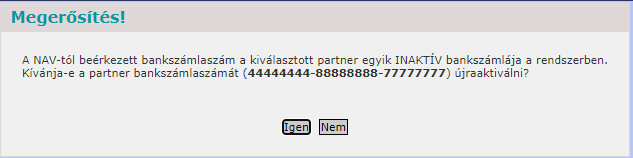 Megerősítés!
A NAV-tól beérkezett bankszámlaszám a kiválasztott partner egyik INAKTÍV bankszámlája a rendszerben.
Kívánja-e a partner bankszámlaszámát (44444444-88888888-77777777) újraaktiválni?
Igen Nem